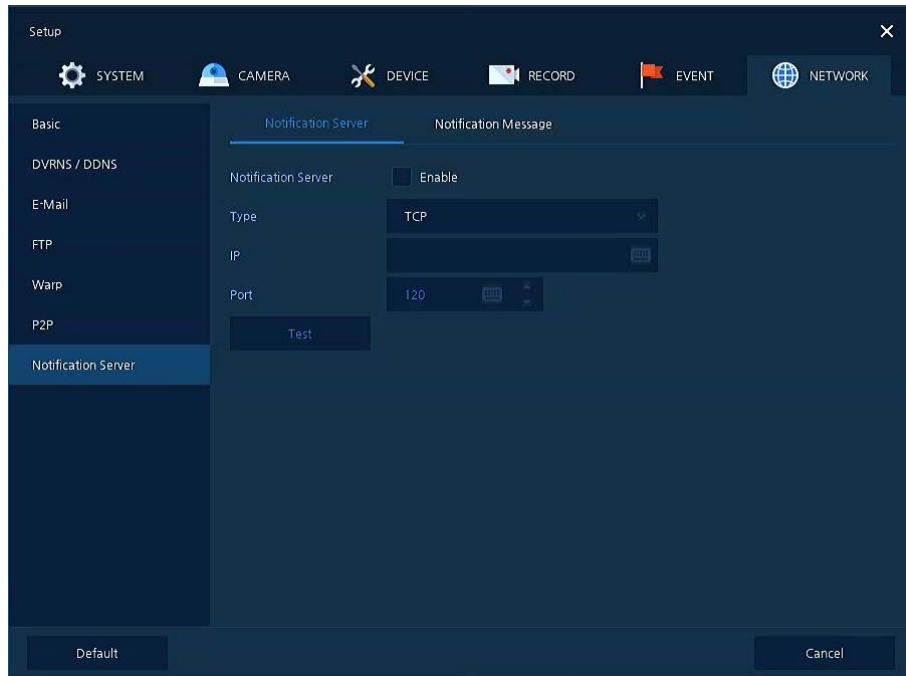 Setup
SYSTEM CAMERA DEVICE RECORD EVENT NETWORK
Basic
DVRNS / DDNS
E-Mail
FTP
Warp
P2P
Notification Server
Notification Server Notification Message
Notification Server Enable
Type TCP
IP
Port 120
Test
Default Cancel